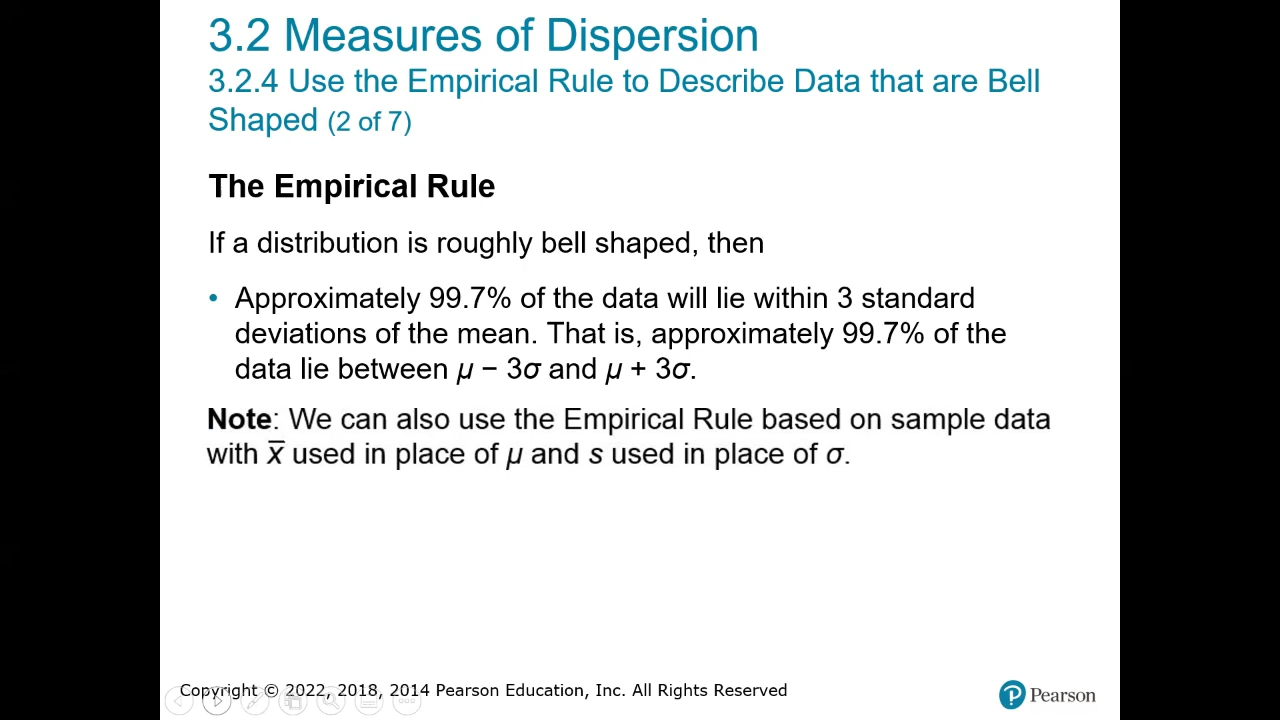 3.2 Measures of Dispersion
3.2.4 Use the Empirical Rule to Describe Data that are Bell
Shaped (2 of 7)
The Empirical Rule
If a distribution is roughly bell shaped, then
• Approximately 99.7% of the data will lie within 3 standard
deviations of the mean. That is, approximately 99.7% of the
data lie between μ − 3σ and μ + 3σ.
Note: We can also use the Empirical Rule based on sample data
with x̅ used in place of μ and s used in place of σ.
Copyright © 2022, 2018, 2014 Pearson Education, Inc. All Rights Reserved
P Pearson